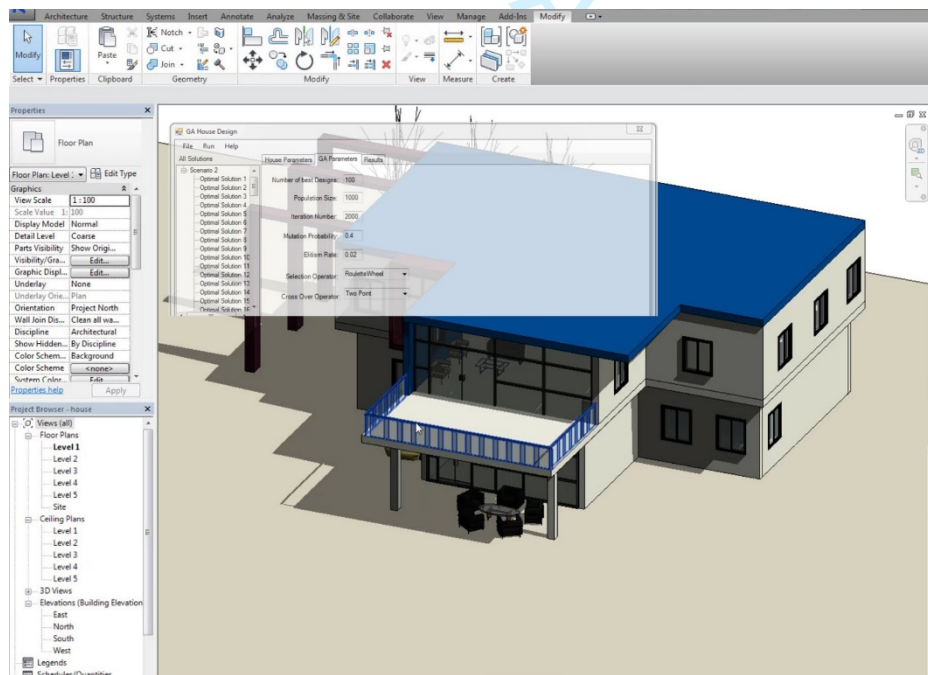 Architecture Structure Systems Insert Annotate Analyze Massing & Site Collaborate View Manage Add-Ins Modify
Modify
Paste
Notch
Cut
Join
Select Properties Clipboard Geometry Modify View Measure Create
Properties
Floor Plan
Floor Plan: Level
Edit Type
Graphics
View Scale 1 : 100
Scale Value 1: 100
Display Model Normal
Detail Level Coarse
Parts Visibility Show Origi...
Visibility/Gra... Edit...
Graphic Displ... Edit...
Underlay None
Underlay Orie... Plan
Orientation Project North
Wall Join Dis... Clean all wa...
Discipline Architectural
Show Hidden... By Discipline
Color Schem... Background
Color Scheme <none>
System Color... Edit...
Properties help Apply
Project Browser - house
Views (all)
Floor Plans
Level 1
Level 2
Level 3
Level 4
Level 5
Site
Ceiling Plans
Level 1
Level 2
Level 3
Level 4
Level 5
3D Views
Elevations (Building Elevation
East
North
South
West
Legends
Schedules/Quantities
GA House Design
File Run Help
All Solutions
Scenario 2
Optimal Solution 1
Optimal Solution 2
Optimal Solution 3
Optimal Solution 4
Optimal Solution 5
Optimal Solution 6
Optimal Solution 7
Optimal Solution 8
Optimal Solution 9
Optimal Solution 10
Optimal Solution 11
Optimal Solution 12
Optimal Solution 13
Optimal Solution 14
Optimal Solution 15
Optimal Solution 16
House Parameters GA Parameters Results
Number of best Designs: 100
Population Size: 1000
Iteration Number: 2000
Mutation Probability: 0.4
Elitism Rate: 0.02
Selection Operator: RouletteWheel
Cross Over Operator: Two Point